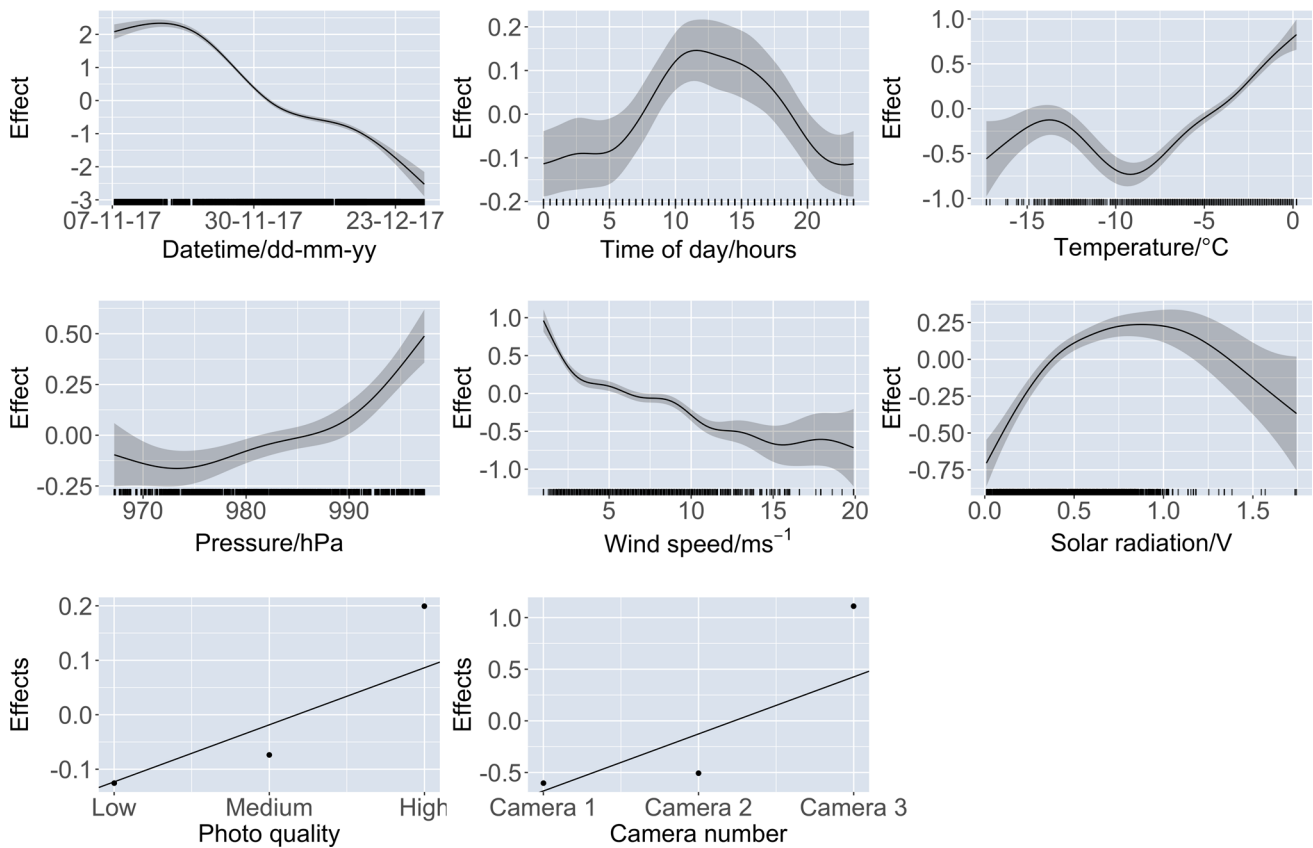 2
1
0
-1
-2
-3
Effect
07-11-17 30-11-17 23-12-17
Datetime/dd-mm-yy
0.2
0.1
0.0
-0.1
-0.2
Effect
0 5 10 15 20
Time of day/hours
1.0
0.5
0.0
-0.5
-1.0
Effect
-15 -10 -5 0
Temperature/°C
0.50
0.25
0.00
-0.25
Effect
970 980 990
Pressure/hPa
1.0
0.5
0.0
-0.5
-1.0
Effect
5 10 15 20
Wind speed/ms⁻¹
0.25
0.00
-0.25
-0.50
-0.75
Effect
0.0 0.5 1.0 1.5
Solar radiation/V
0.2
0.1
0.0
-0.1
Effects
Low Medium High
Photo quality
1.0
0.5
0.0
-0.5
Effects
Camera 1 Camera 2 Camera 3
Camera number